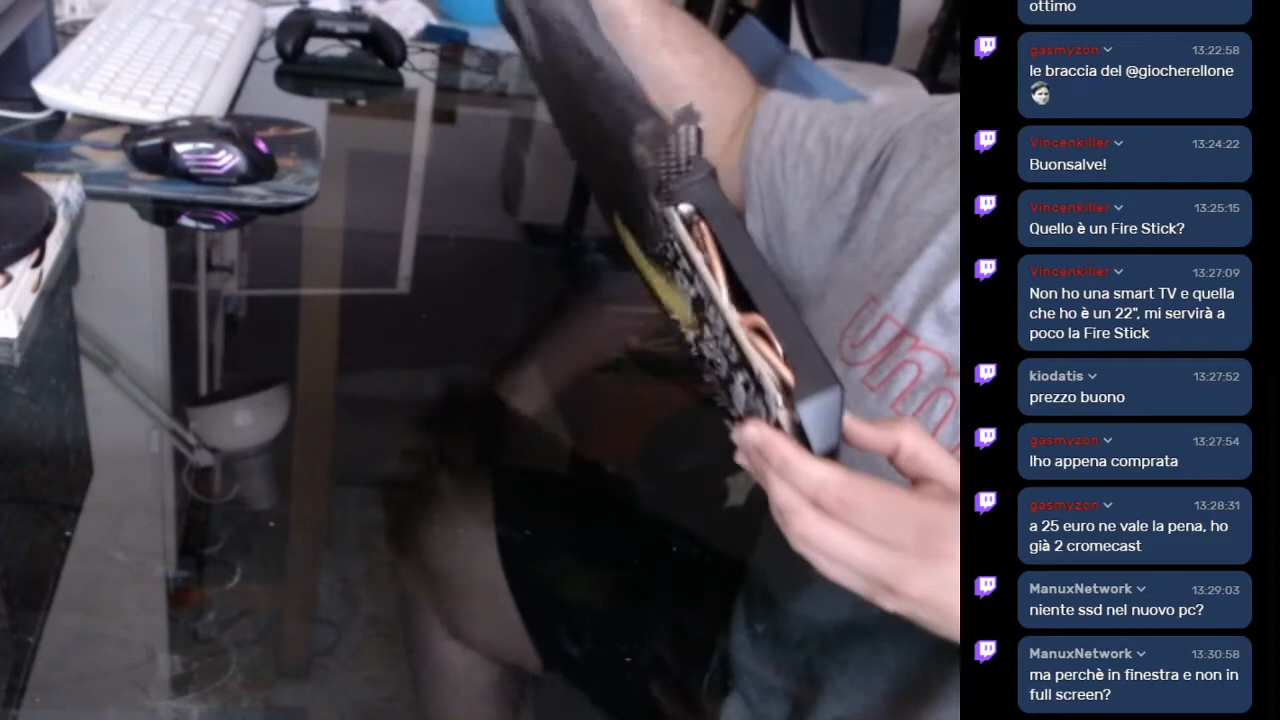 ottimo
gasmyzon 13:22:58
le braccia del @giocherellone
Vincenkiller 13:24:22
Buonsalve!
Vincenkiller 13:25:15
Quello è un Fire Stick?
Vincenkiller 13:27:09
Non ho una smart TV e quella
che ho è un 22", mi servirà a
poco la Fire Stick
kiodatis 13:27:52
prezzo buono
gasmyzon 13:27:54
lho appena comprata
gasmyzon 13:28:31
a 25 euro ne vale la pena, ho
già 2 cromecast
ManuxNetwork 13:29:03
niente ssd nel nuovo pc?
ManuxNetwork 13:30:58
ma perchè in finestra e non in
full screen?